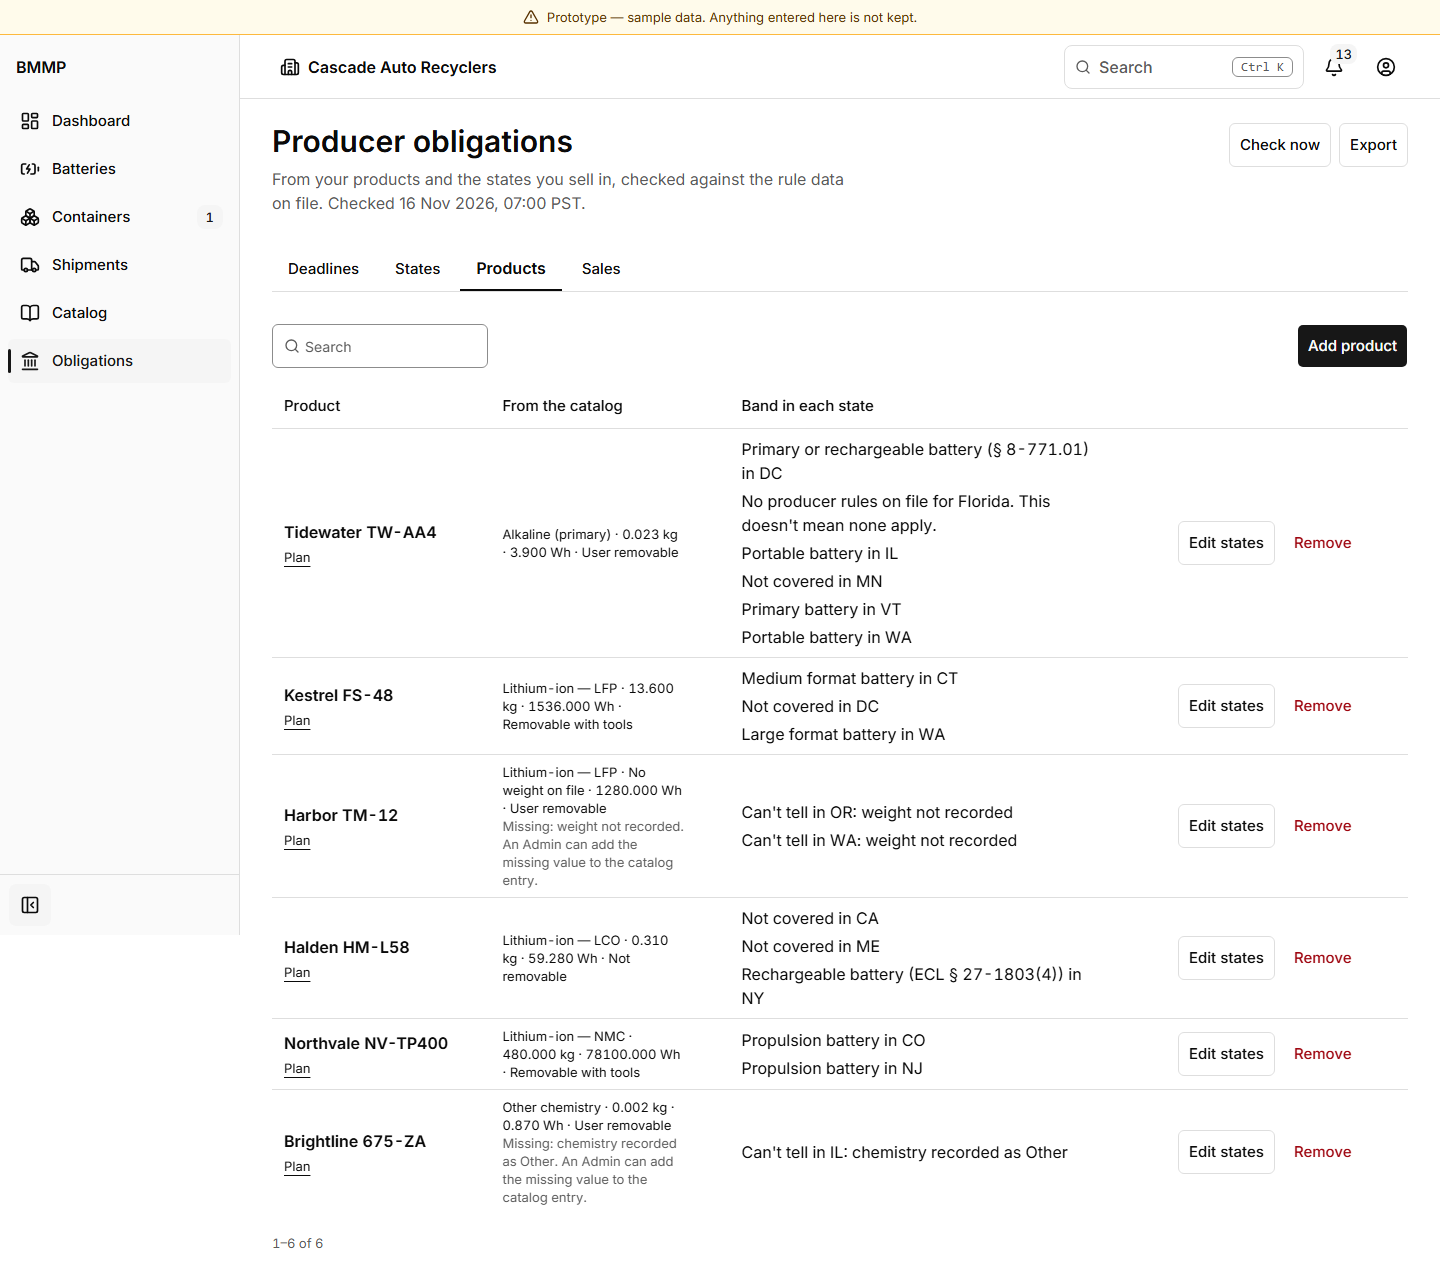 Prototype — sample data. Anything entered here is not kept.
BMMP
Cascade Auto Recyclers
Search
Ctrl K
13
Dashboard
Batteries
Containers
1
Shipments
Catalog
Obligations
Producer obligations
From your products and the states you sell in, checked against the rule data
on file. Checked 16 Nov 2026, 07:00 PST.
Check now
Export
Deadlines
States
Products
Sales
Search
Add product
Product
From the catalog
Band in each state
Tidewater TW-AA4
Plan
Alkaline (primary) · 0.023 kg
· 3.900 Wh · User removable
Primary or rechargeable battery (§ 8-771.01)
in DC
No producer rules on file for Florida. This
doesn't mean none apply.
Portable battery in IL
Not covered in MN
Primary battery in VT
Portable battery in WA
Edit states
Remove
Kestrel FS-48
Plan
Lithium-ion — LFP · 13.600
kg · 1536.000 Wh ·
Removable with tools
Medium format battery in CT
Not covered in DC
Large format battery in WA
Edit states
Remove
Harbor TM-12
Plan
Lithium-ion — LFP · No
weight on file · 1280.000 Wh
· User removable
Missing: weight not recorded.
An Admin can add the
missing value to the catalog
entry.
Can't tell in OR: weight not recorded
Can't tell in WA: weight not recorded
Edit states
Remove
Halden HM-L58
Plan
Lithium-ion — LCO · 0.310
kg · 59.280 Wh · Not
removable
Not covered in CA
Not covered in ME
Rechargeable battery (ECL § 27-1803(4)) in
NY
Edit states
Remove
Northvale NV-TP400
Plan
Lithium-ion — NMC ·
480.000 kg · 78100.000 Wh
· Removable with tools
Propulsion battery in CO
Propulsion battery in NJ
Edit states
Remove
Brightline 675-ZA
Plan
Other chemistry · 0.002 kg ·
0.870 Wh · User removable
Missing: chemistry recorded
as Other. An Admin can add
the missing value to the
catalog entry.
Can't tell in IL: chemistry recorded as Other
Edit states
Remove
1–6 of 6